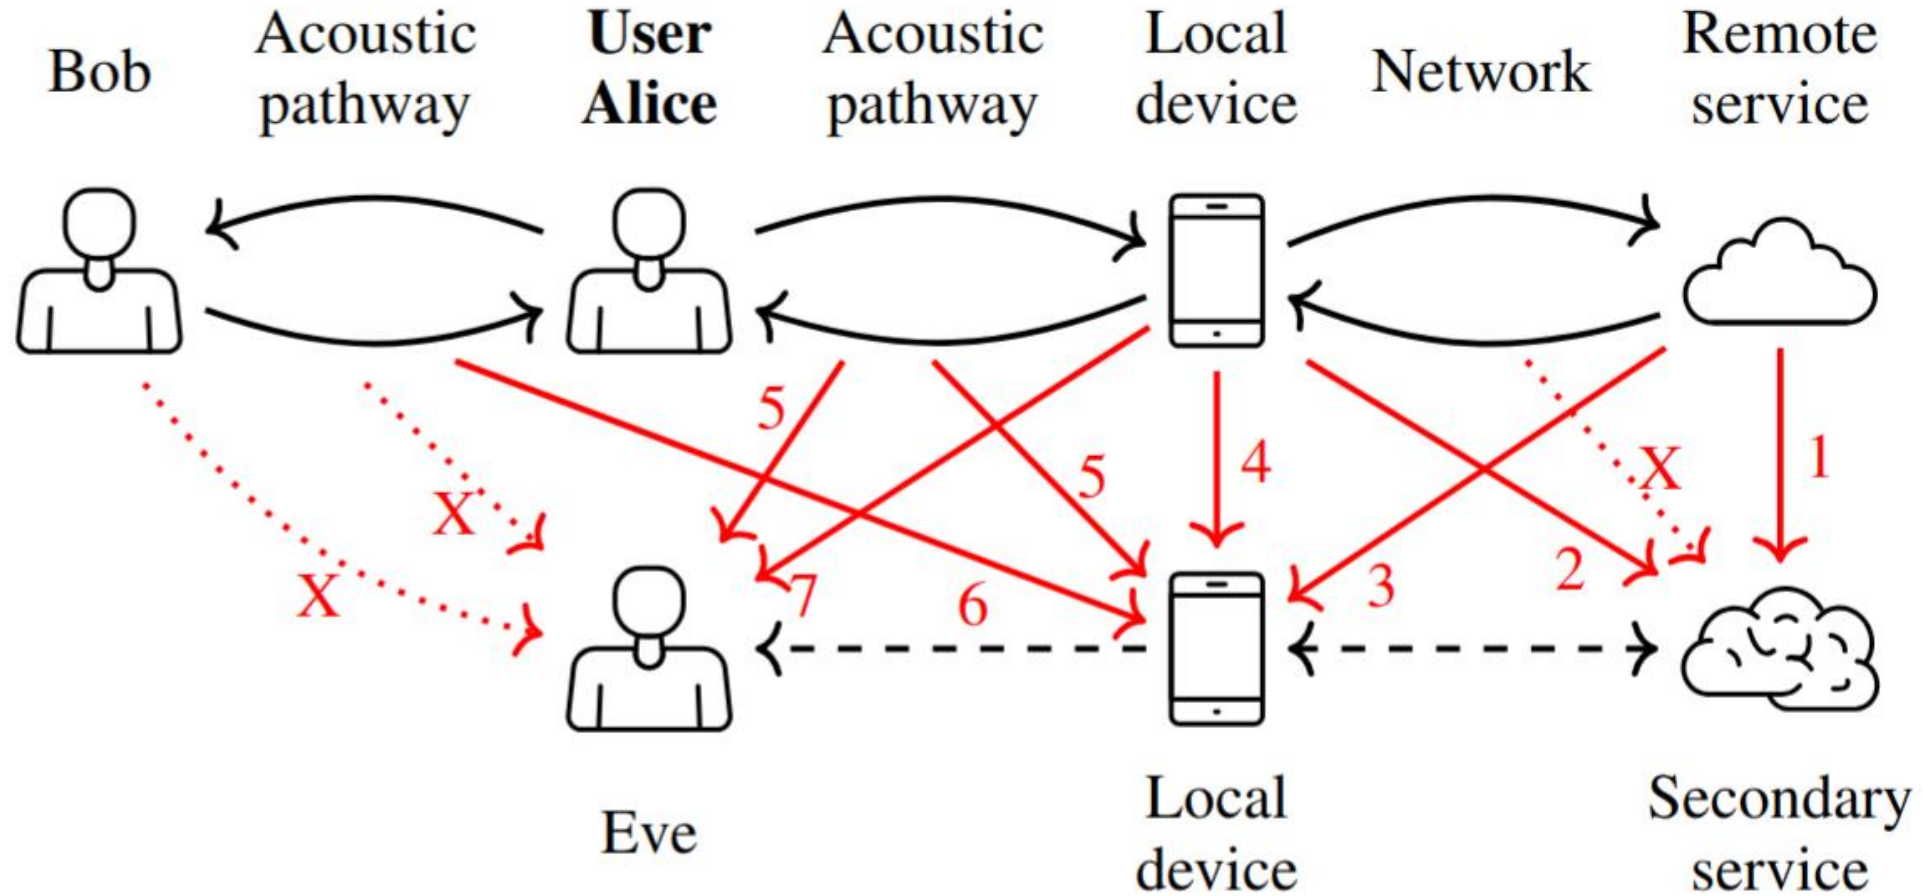 Bob
Acoustic
pathway
User
Alice
Acoustic
pathway
Local
device
Network
Remote
service
5
5
4
X
1
X
X
7
6
3
2
Eve
Local
device
Secondary
service